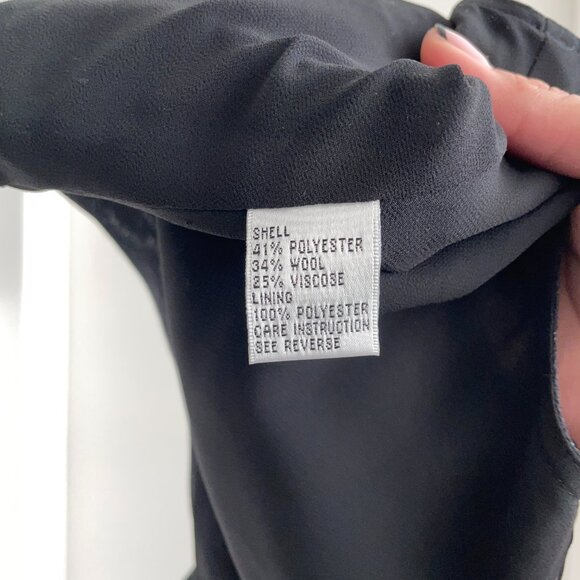 SHELL
41% POLYESTER
34% WOOL
25% VISCOSE
LINING
100% POLYESTER
CARE INSTRUCTION
SEE REVERSE